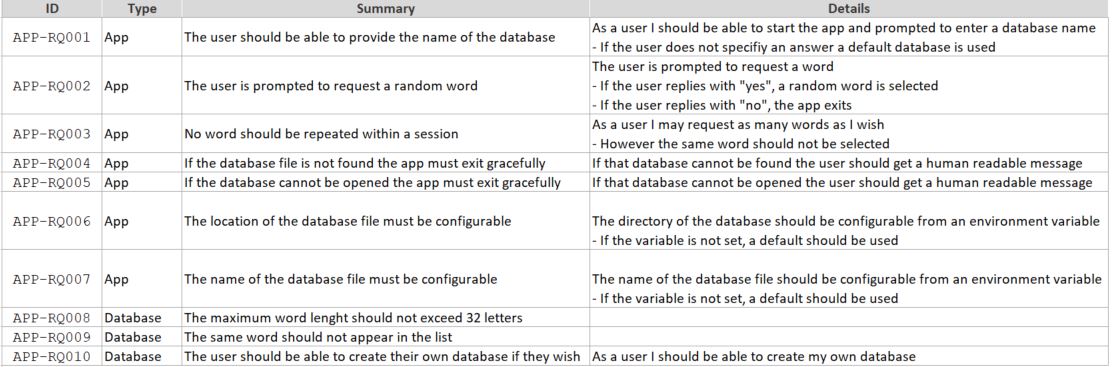 ID Type Summary Details
APP-RQ001 App The user should be able to provide the name of the database As a user I should be able to start the app and prompted to enter a database name
- If the user does not specifiy an answer a default database is used
APP-RQ002 App The user is prompted to request a random word The user is prompted to request a word
- If the user replies with "yes", a random word is selected
- If the user replies with "no", the app exits
APP-RQ003 App No word should be repeated within a session As a user I may request as many words as I wish
- However the same word should not be selected
APP-RQ004 App If the database file is not found the app must exit gracefully If that database cannot be found the user should get a human readable message
APP-RQ005 App If the database cannot be opened the app must exit gracefully If that database cannot be opened the user should get a human readable message
APP-RQ006 App The location of the database file must be configurable The directory of the database should be configurable from an environment variable
- If the variable is not set, a default should be used
APP-RQ007 App The name of the database file must be configurable The name of the database file should be configurable from an environment variable
- If the variable is not set, a default should be used
APP-RQ008 Database The maximum word lenght should not exceed 32 letters
APP-RQ009 Database The same word should not appear in the list
APP-RQ010 Database The user should be able to create their own database if they wish As a user I should be able to create my own database